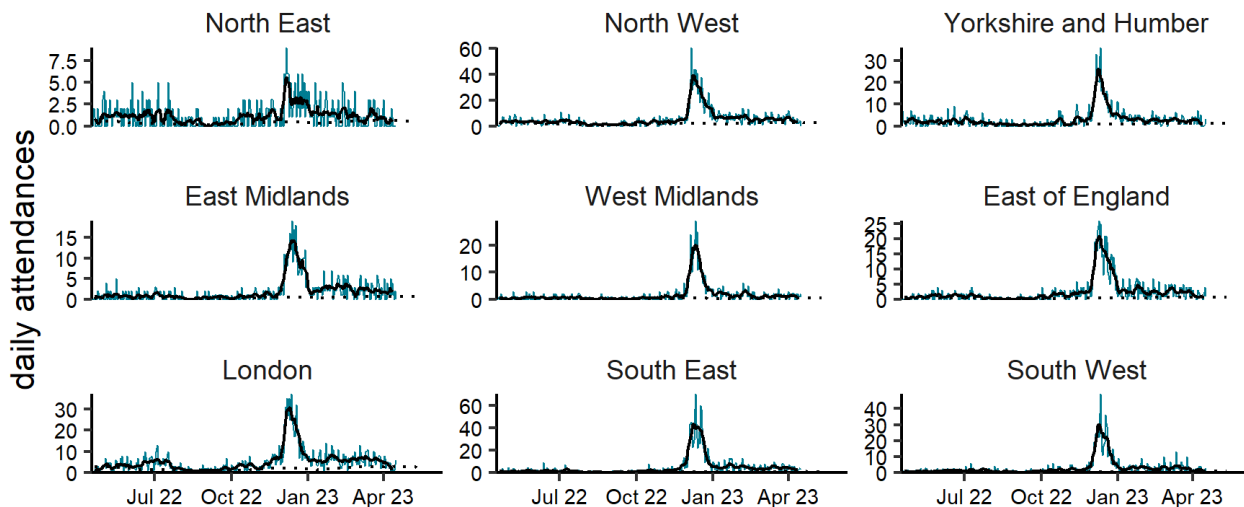 North East
North West
Yorkshire and Humber
7.5
5.0
2.5
0.0
60
40
20
0
30
20
10
0
East Midlands
West Midlands
East of England
15
10
5
0
20
10
0
25
20
15
10
5
0
London
South East
South West
30
20
10
0
60
40
20
0
40
30
20
10
0
Jul 22 Oct 22 Jan 23 Apr 23
Jul 22 Oct 22 Jan 23 Apr 23
Jul 22 Oct 22 Jan 23 Apr 23
daily attendances